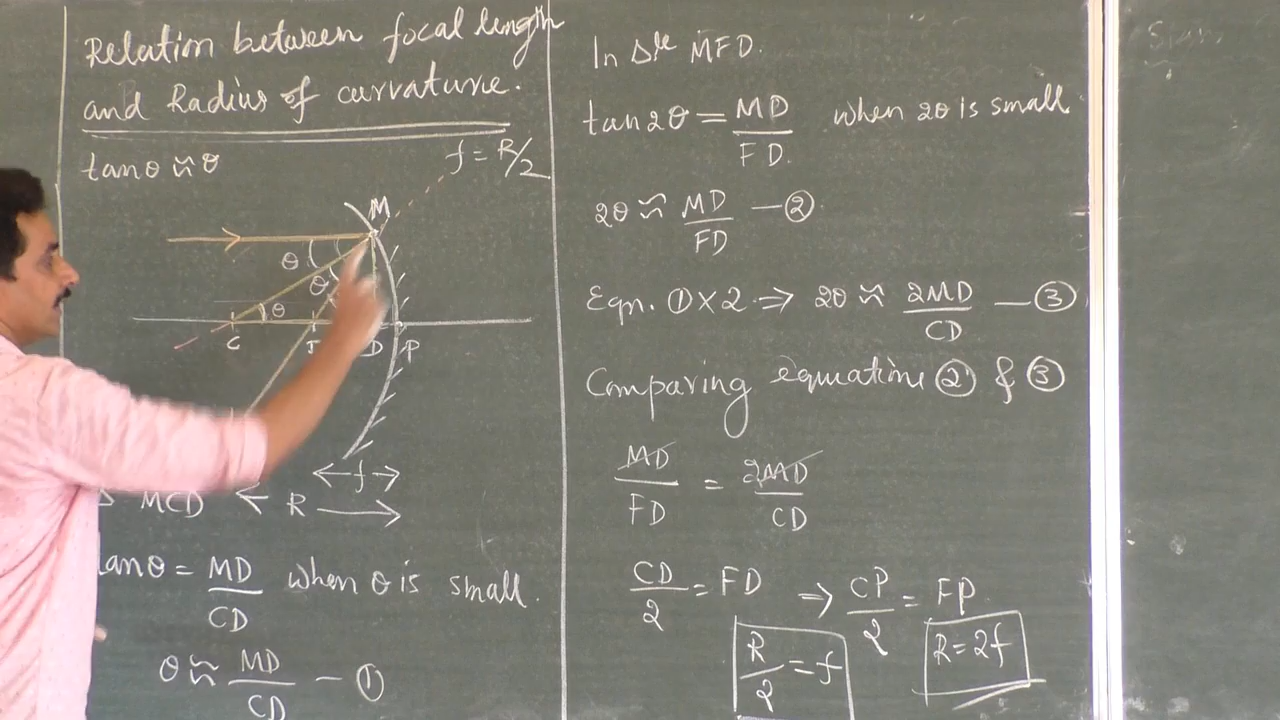 Relation between focal length
and Radius of curvature.
tanθ ≈ θ
f = R/2
M
θ
θ
θ
C
D P
f
MCD
R
tanθ = MD/CD when θ is small.
θ ≈ MD/CD — ①
In Δle MFD.
tan2θ = MD/FD. when 2θ is small.
2θ ≈ MD/FD — ②
Eqn. ① × 2 ⇒ 2θ ≈ 2MD/CD — ③
Comparing equations ② & ③
MD/FD = 2MD/CD
CD/2 = FD ⇒ CP/2 = FP.
R/2 = f
R = 2f